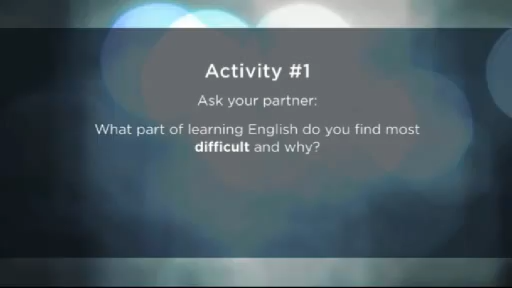 Activity #1
Ask your partner:
What part of learning English do you find most
difficult and why?